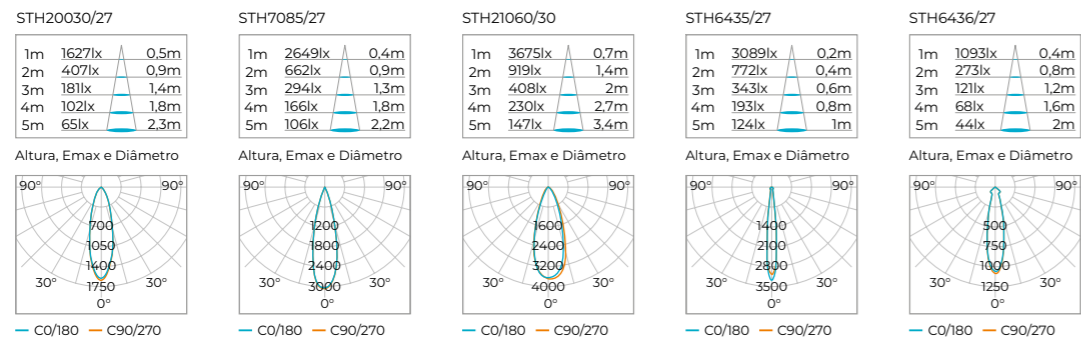 STH20030/27
1m 1627lx 0,5m
2m 407lx 0,9m
3m 181lx 1,4m
4m 102lx 1,8m
5m 65lx 2,3m
Altura, Emax e Diâmetro
90° 90°
700
1050
1400
30° 1750 30°
0°
C0/180 C90/270
STH7085/27
1m 2649lx 0,4m
2m 662lx 0,9m
3m 294lx 1,3m
4m 166lx 1,8m
5m 106lx 2,2m
Altura, Emax e Diâmetro
90° 90°
1200
1800
2400
30° 3000 30°
0°
C0/180 C90/270
STH21060/30
1m 3675lx 0,7m
2m 919lx 1,4m
3m 408lx 2m
4m 230lx 2,7m
5m 147lx 3,4m
Altura, Emax e Diâmetro
90° 90°
1600
2400
3200
30° 4000 30°
0°
C0/180 C90/270
STH6435/27
1m 3089lx 0,2m
2m 772lx 0,4m
3m 343lx 0,6m
4m 193lx 0,8m
5m 124lx 1m
Altura, Emax e Diâmetro
90° 90°
1400
2100
2800
30° 3500 30°
0°
C0/180 C90/270
STH6436/27
1m 1093lx 0,4m
2m 273lx 0,8m
3m 121lx 1,2m
4m 68lx 1,6m
5m 44lx 2m
Altura, Emax e Diâmetro
90° 90°
500
750
1000
30° 1250 30°
0°
C0/180 C90/270